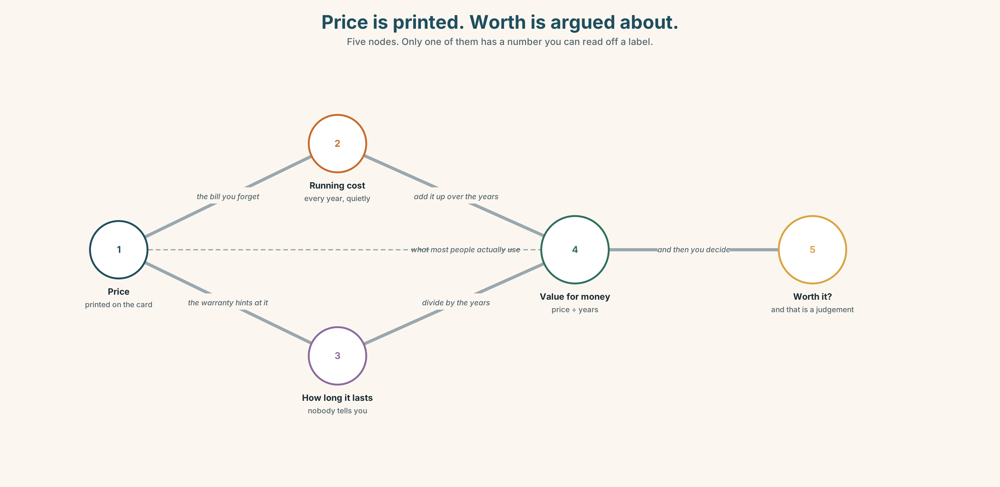 Price is printed. Worth is argued about.
Five nodes. Only one of them has a number you can read off a label.
2
Running cost
every year, quietly
the bill you forget
add it up over the years
1
Price
printed on the card
what most people actually use
4
Value for money
price ÷ years
and then you decide
5
Worth it?
and that is a judgement
the warranty hints at it
divide by the years
3
How long it lasts
nobody tells you